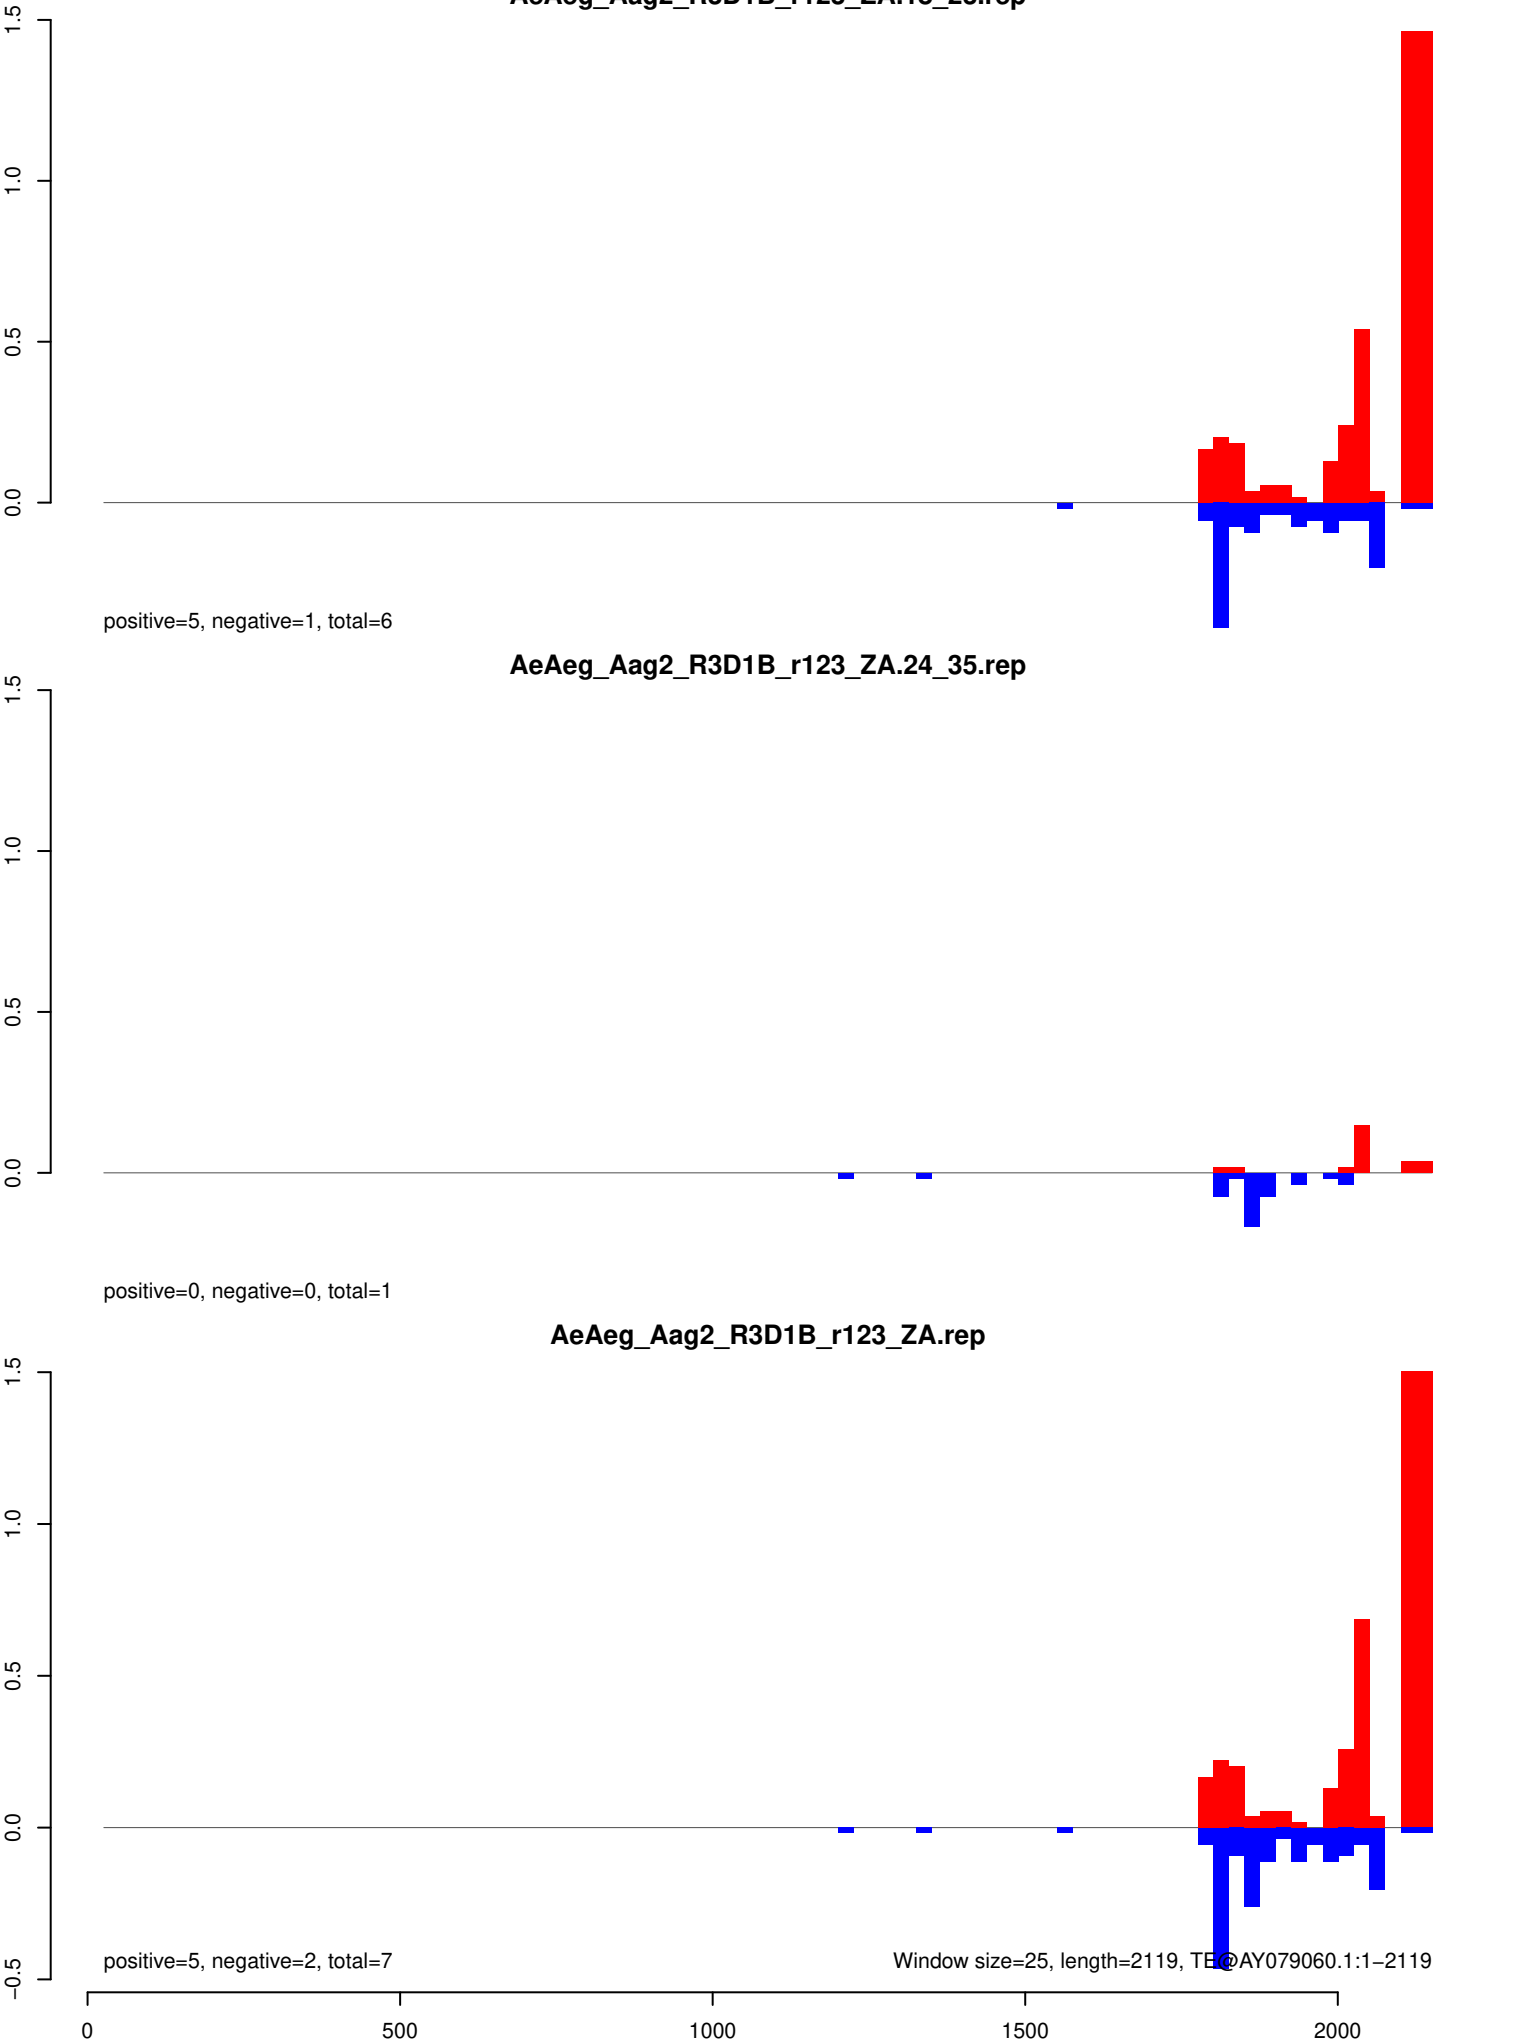 1.5
1.0
0.5
0.0
positive=5, negative=1, total=6
AeAeg_Aag2_R3D1B_r123_ZA.24_35.rep
1.5
1.0
0.5
0.0
positive=0, negative=0, total=1
AeAeg_Aag2_R3D1B_r123_ZA.rep
1.5
1.0
0.5
0.0
−0.5
positive=5, negative=2, total=7
Window size=25, length=2119, TE@AY079060.1:1−2119
0 500 1000 1500 2000